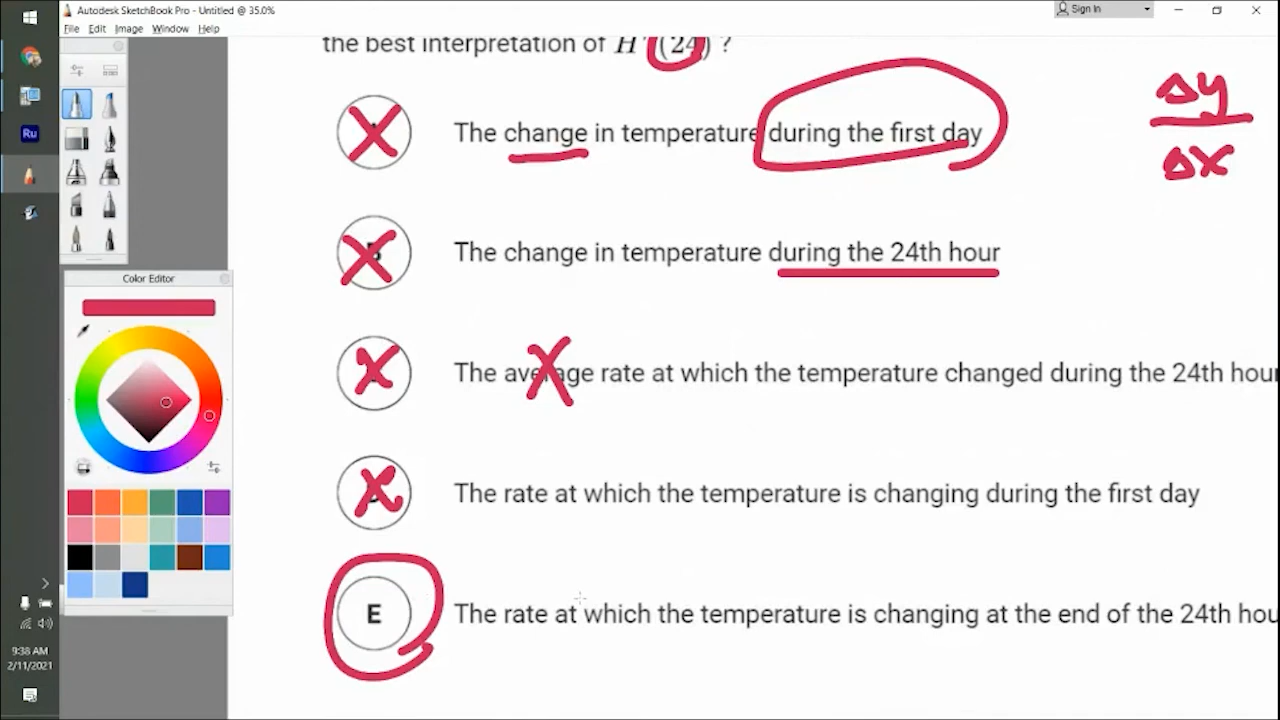 Autodesk SketchBook Pro - Untitled @ 35.0%
Sign In
File Edit Image Window Help
the best interpretation of H'(24) ?
Δy
Δx
The change in temperature during the first day
The change in temperature during the 24th hour
Color Editor
Ru
The average rate at which the temperature changed during the 24th hour
The rate at which the temperature is changing during the first day
E
The rate at which the temperature is changing at the end of the 24th hou
9:38 AM
2/11/2021